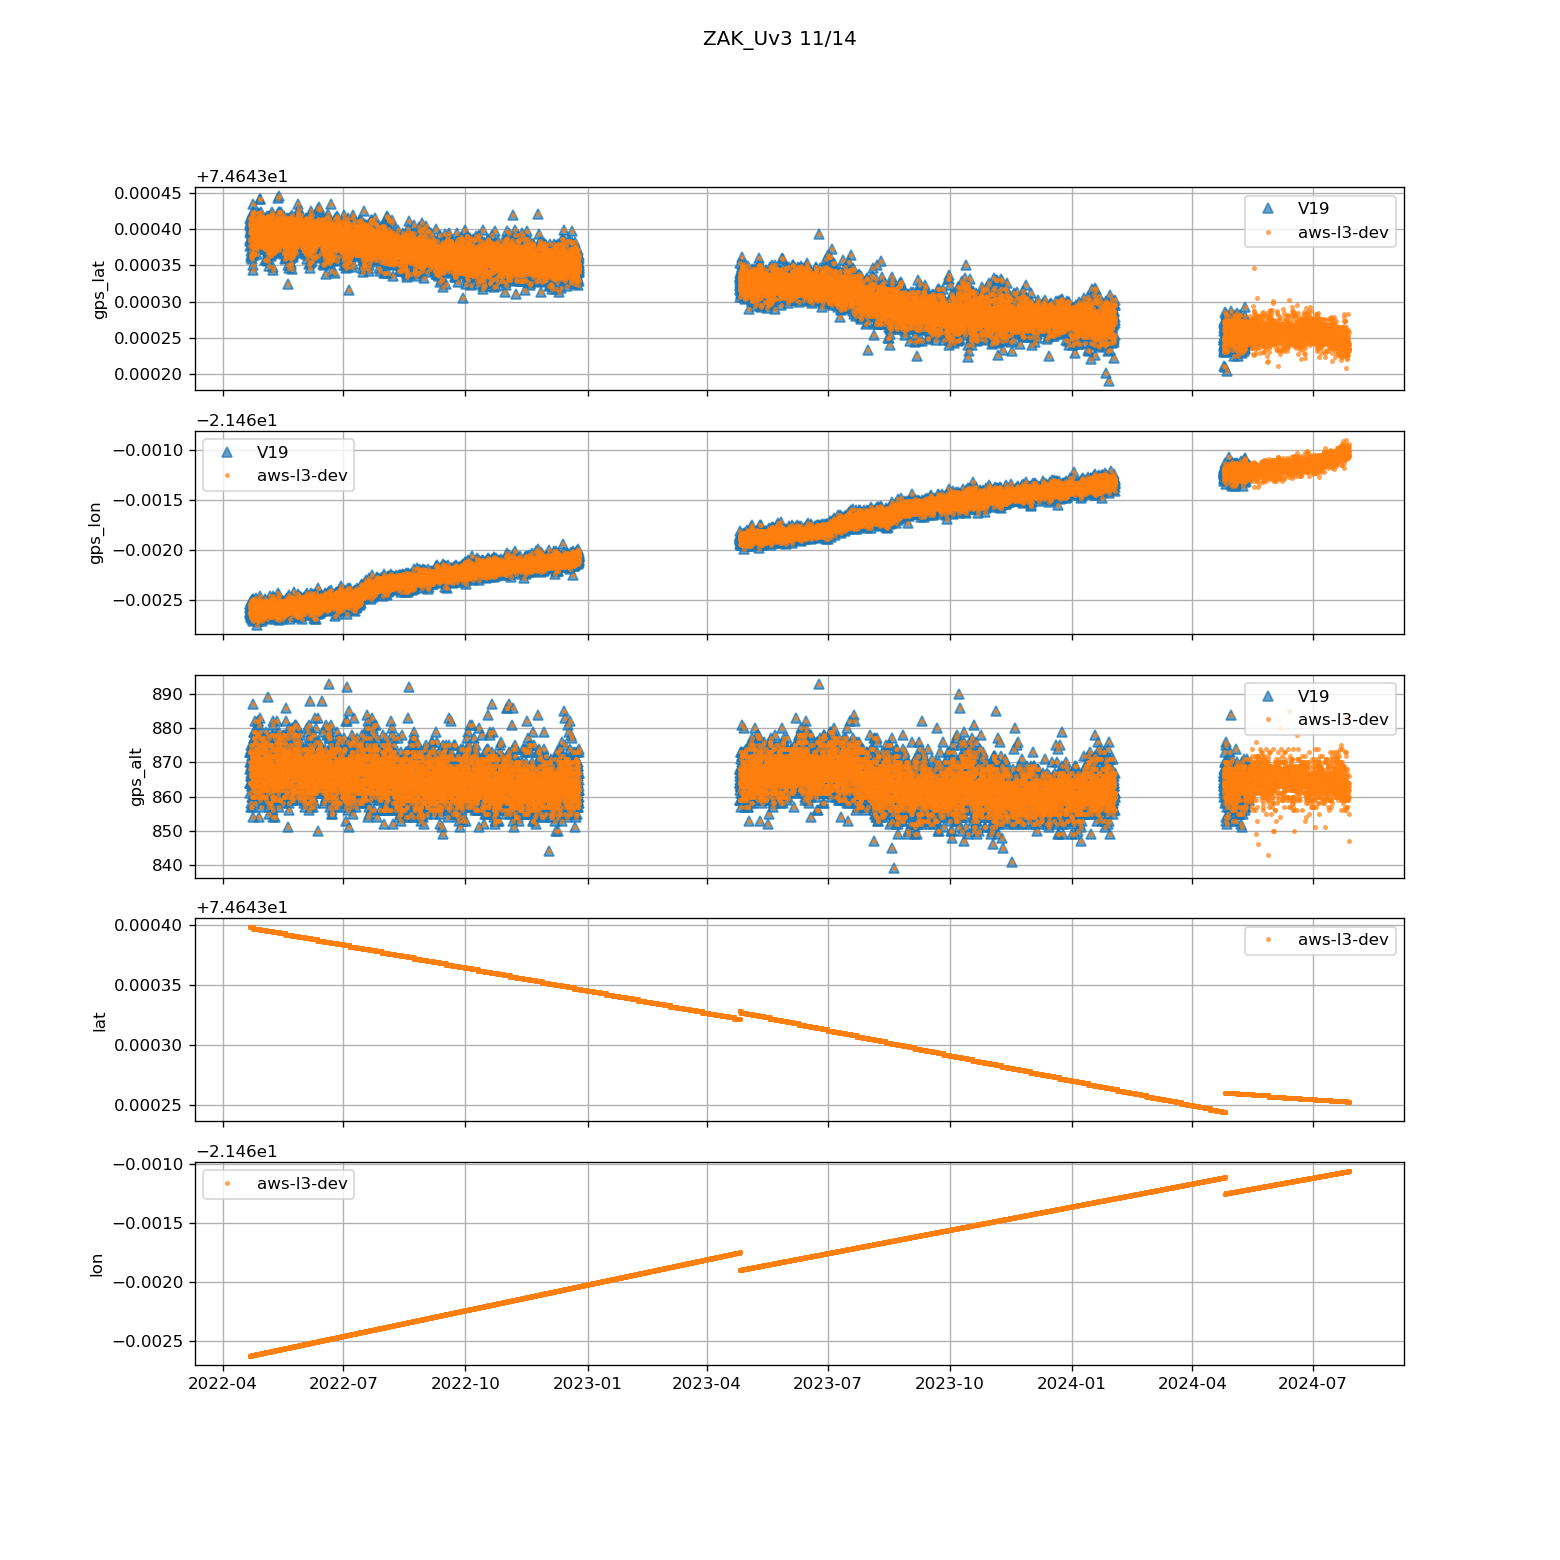 ZAK_Uv3 11/14
+7.4643e1
0.00045
0.00040
0.00035
0.00030
0.00025
0.00020
gps_lat
V19
aws-l3-dev
−2.146e1
−0.0010
−0.0015
−0.0020
−0.0025
gps_lon
V19
aws-l3-dev
890
880
870
860
850
840
gps_alt
V19
aws-l3-dev
+7.4643e1
0.00040
0.00035
0.00030
0.00025
lat
aws-l3-dev
−2.146e1
−0.0010
−0.0015
−0.0020
−0.0025
lon
aws-l3-dev
2022-04
2022-07
2022-10
2023-01
2023-04
2023-07
2023-10
2024-01
2024-04
2024-07